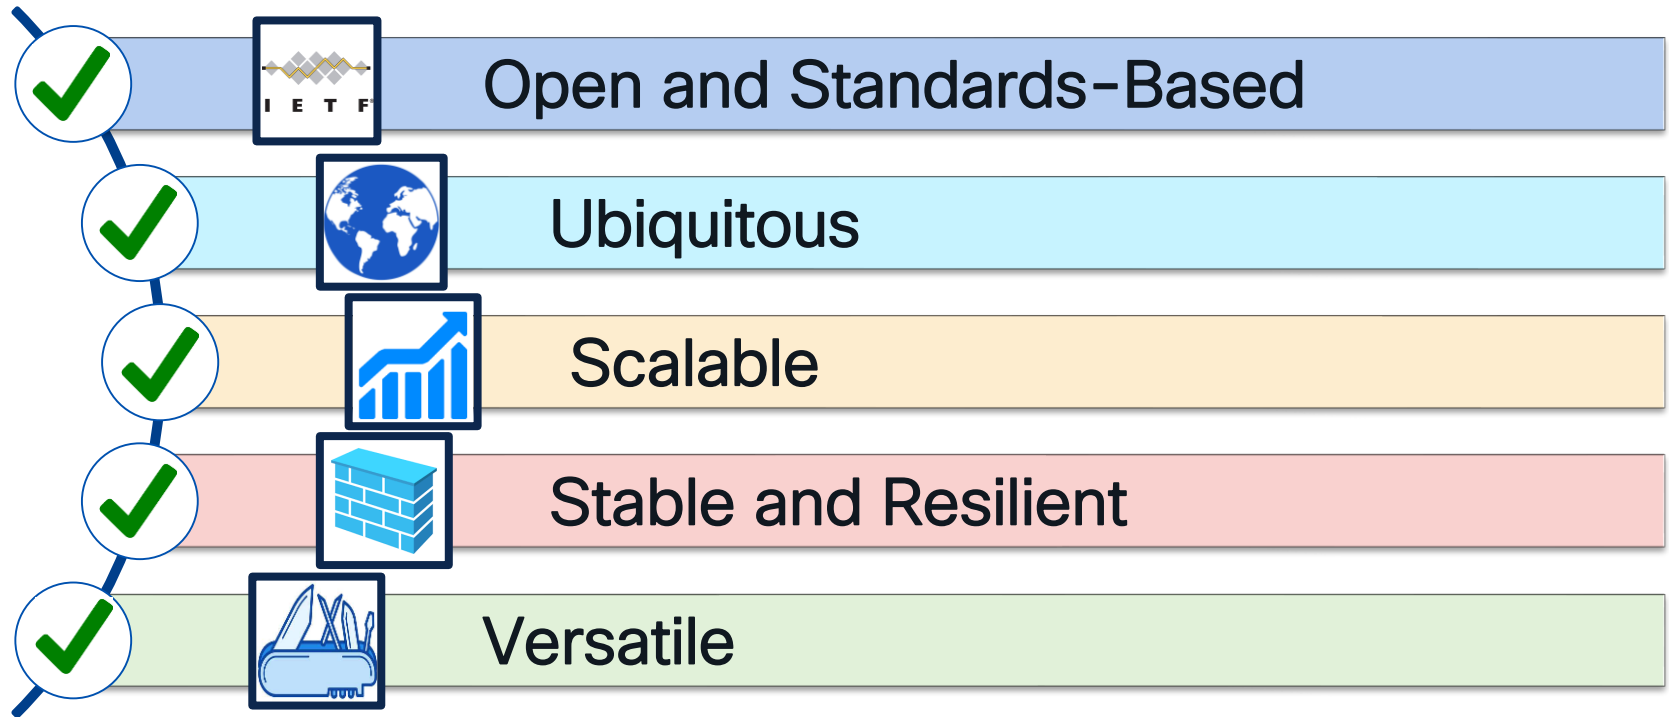 I E T F
Open and Standards-Based
Ubiquitous
Scalable
Stable and Resilient
Versatile